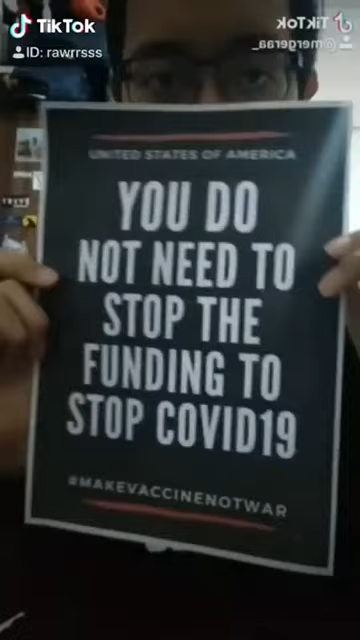 TikTok
ID: rawrrsss
TikTok
@mergeraa_
UNITED STATES OF AMERICA
YOU DO
NOT NEED TO
STOP THE
FUNDING TO
STOP COVID19
#MAKEVACCINENOTWAR